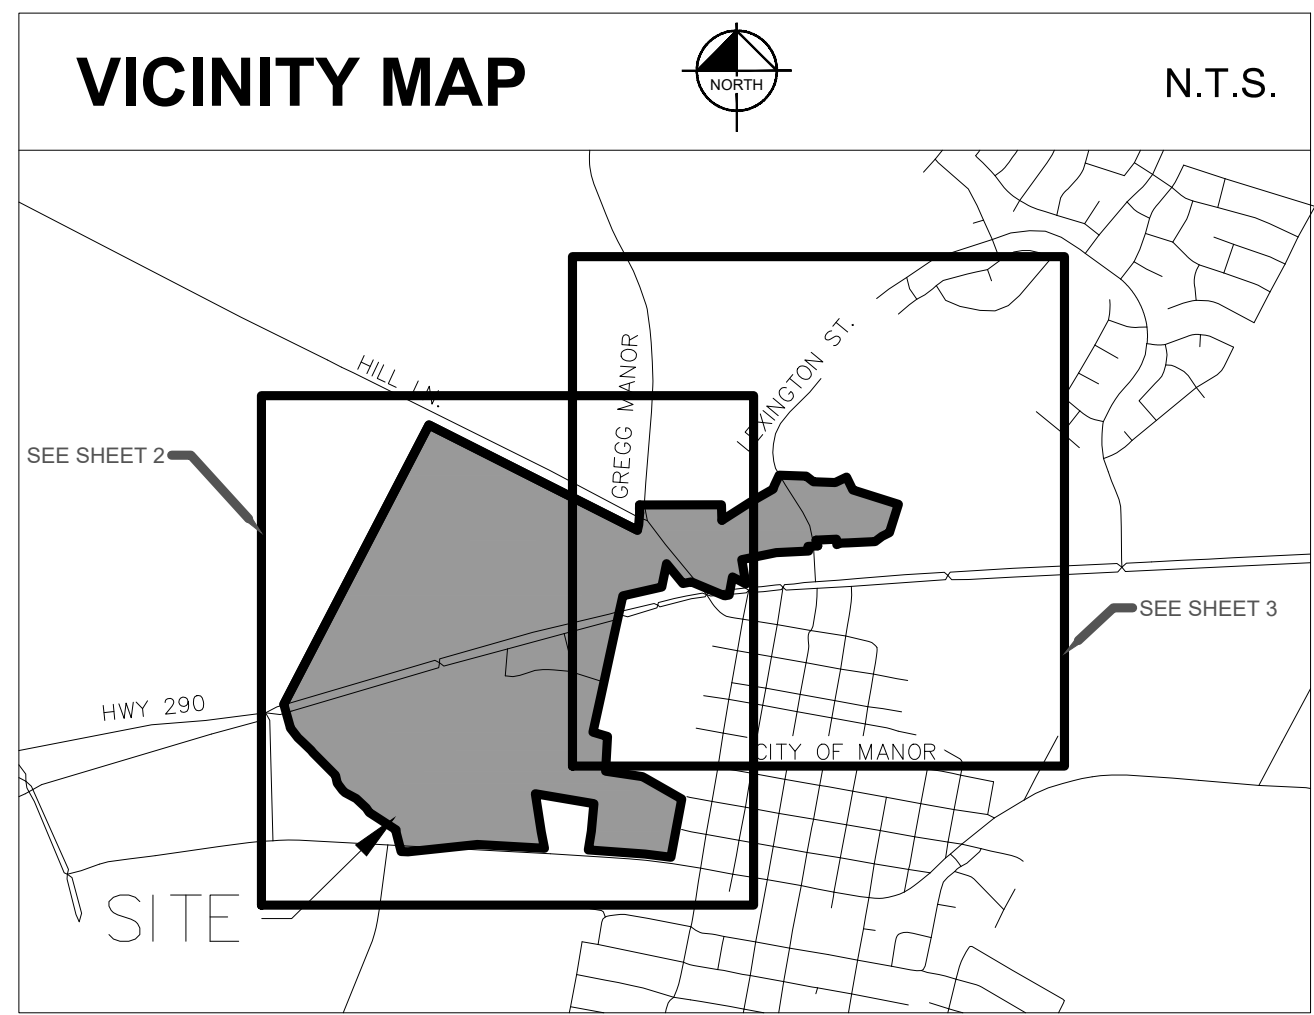 VICINITY MAP
NORTH
N.T.S.
HILL LN.
GREGG MANOR
LEXINGTON ST.
SEE SHEET 2
SEE SHEET 3
HWY 290
CITY OF MANOR
SITE